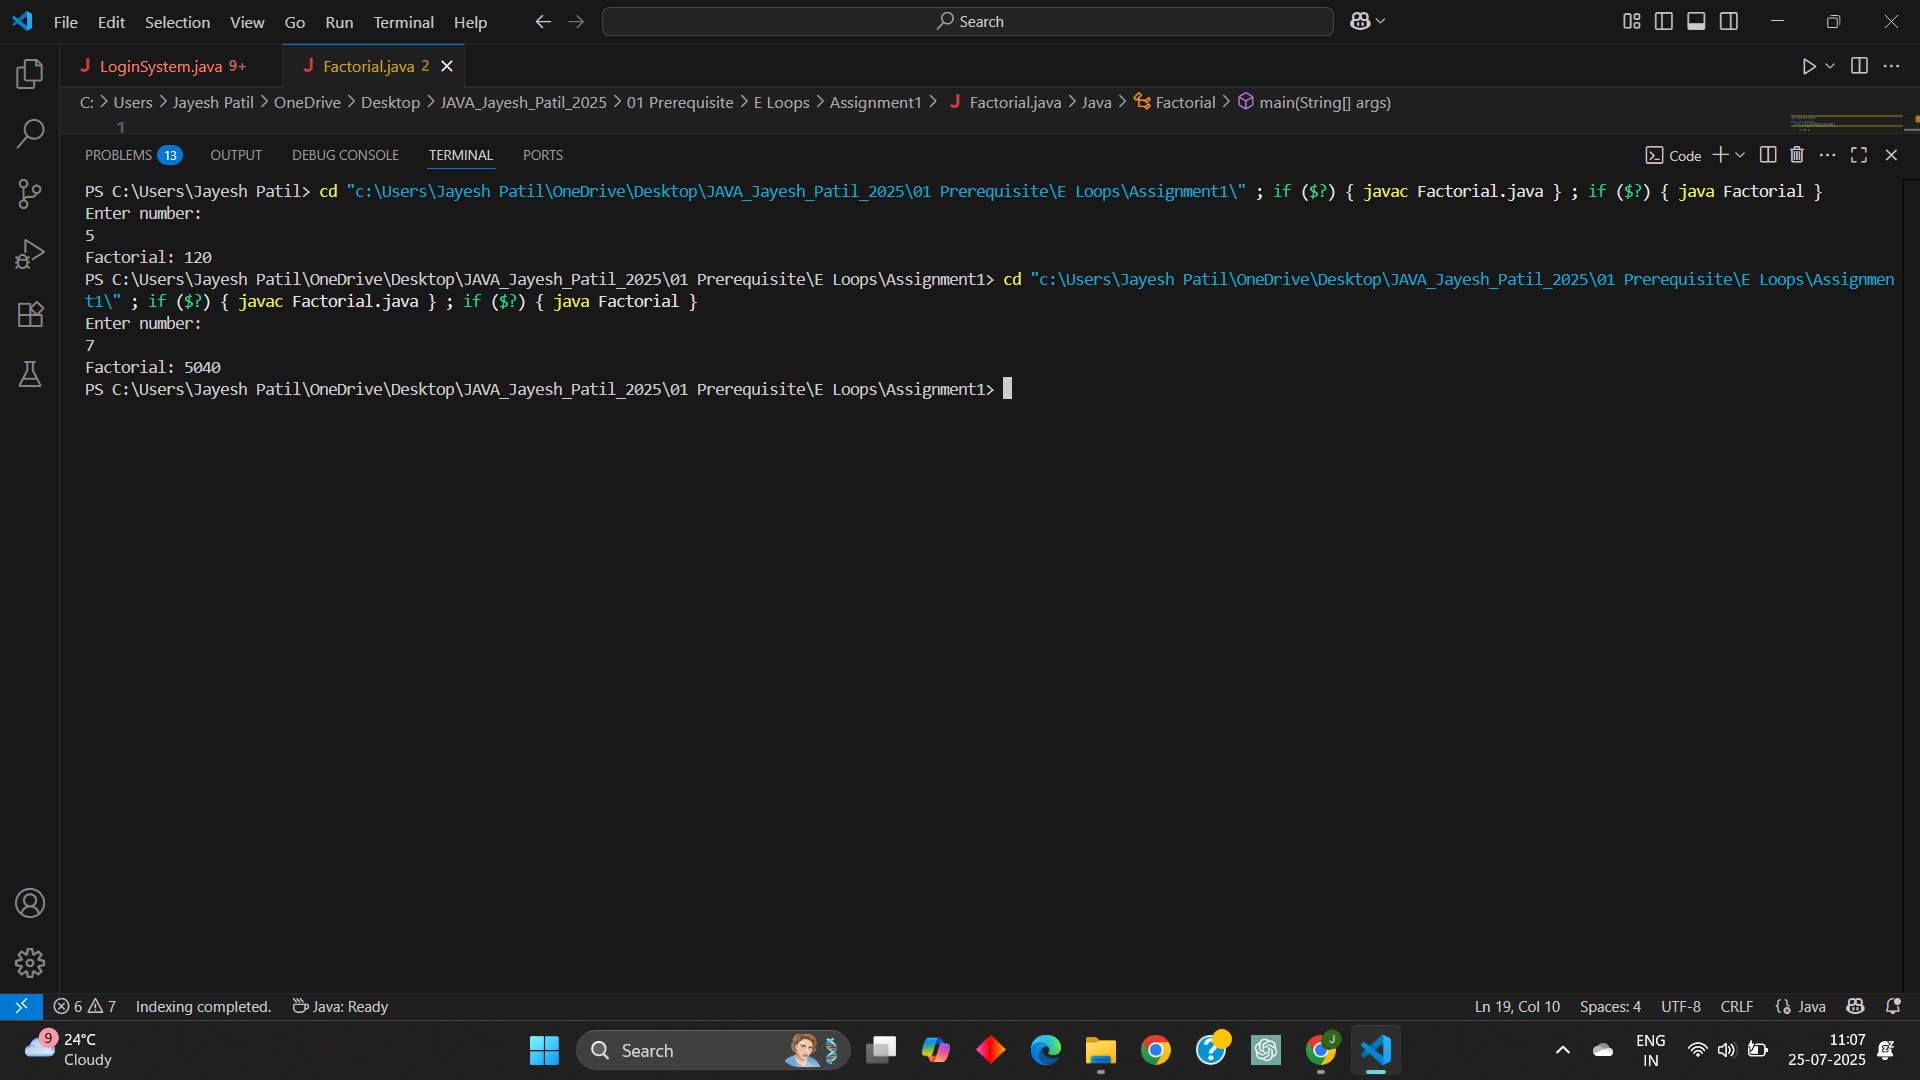 File Edit Selection View Go Run Terminal Help Search
LoginSystem.java 9+ Factorial.java 2
C: > Users > Jayesh Patil > OneDrive > Desktop > JAVA_Jayesh_Patil_2025 > 01 Prerequisite > E Loops > Assignment1 > J Factorial.java > Java > Factorial > main(String[] args)
1
PROBLEMS 13 OUTPUT DEBUG CONSOLE TERMINAL PORTS Code
PS C:\Users\Jayesh Patil> cd "c:\Users\Jayesh Patil\OneDrive\Desktop\JAVA_Jayesh_Patil_2025\01 Prerequisite\E Loops\Assignment1\" ; if ($?) { javac Factorial.java } ; if ($?) { java Factorial }
Enter number:
5
Factorial: 120
PS C:\Users\Jayesh Patil\OneDrive\Desktop\JAVA_Jayesh_Patil_2025\01 Prerequisite\E Loops\Assignment1> cd "c:\Users\Jayesh Patil\OneDrive\Desktop\JAVA_Jayesh_Patil_2025\01 Prerequisite\E Loops\Assignmen
t1\" ; if ($?) { javac Factorial.java } ; if ($?) { java Factorial }
Enter number:
7
Factorial: 5040
PS C:\Users\Jayesh Patil\OneDrive\Desktop\JAVA_Jayesh_Patil_2025\01 Prerequisite\E Loops\Assignment1>
6 7 Indexing completed. Java: Ready Ln 19, Col 10 Spaces: 4 UTF-8 CRLF Java
9 24°C Search ENG 11:07
Cloudy IN 25-07-2025